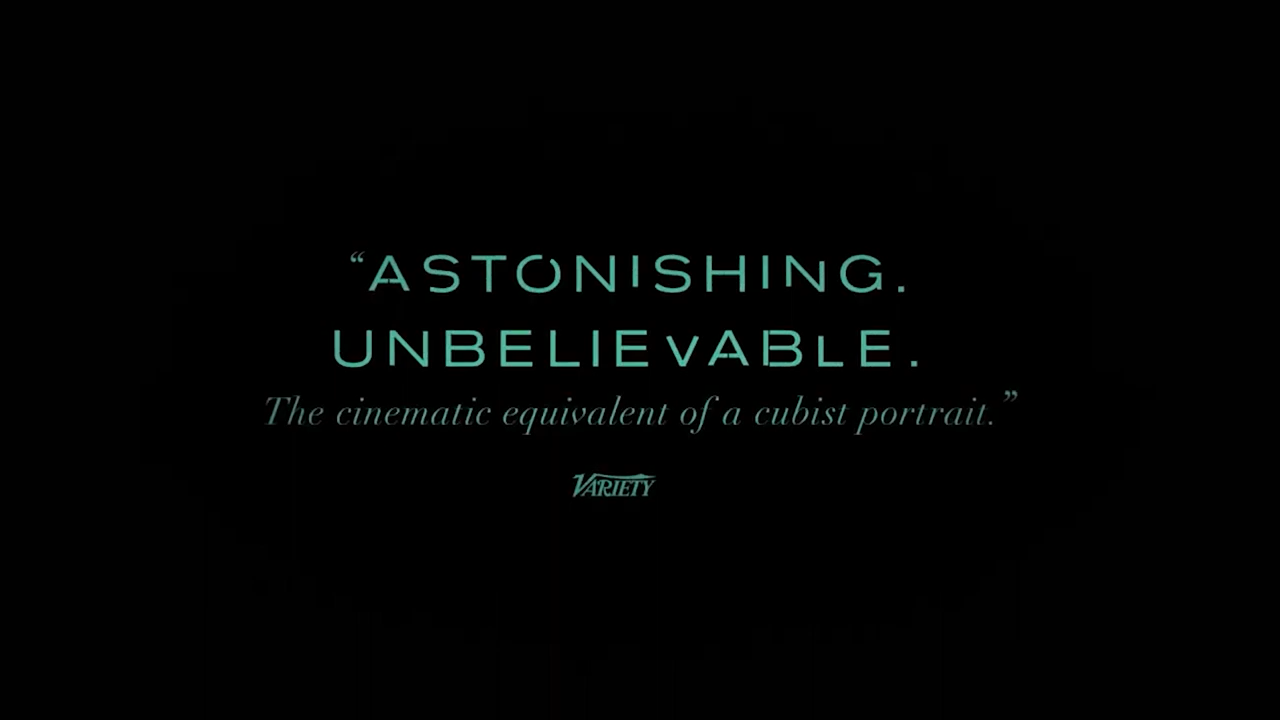 “ASTONISHING.
UNBELIEVABLE.
The cinematic equivalent of a cubist portrait.”
VARIETY